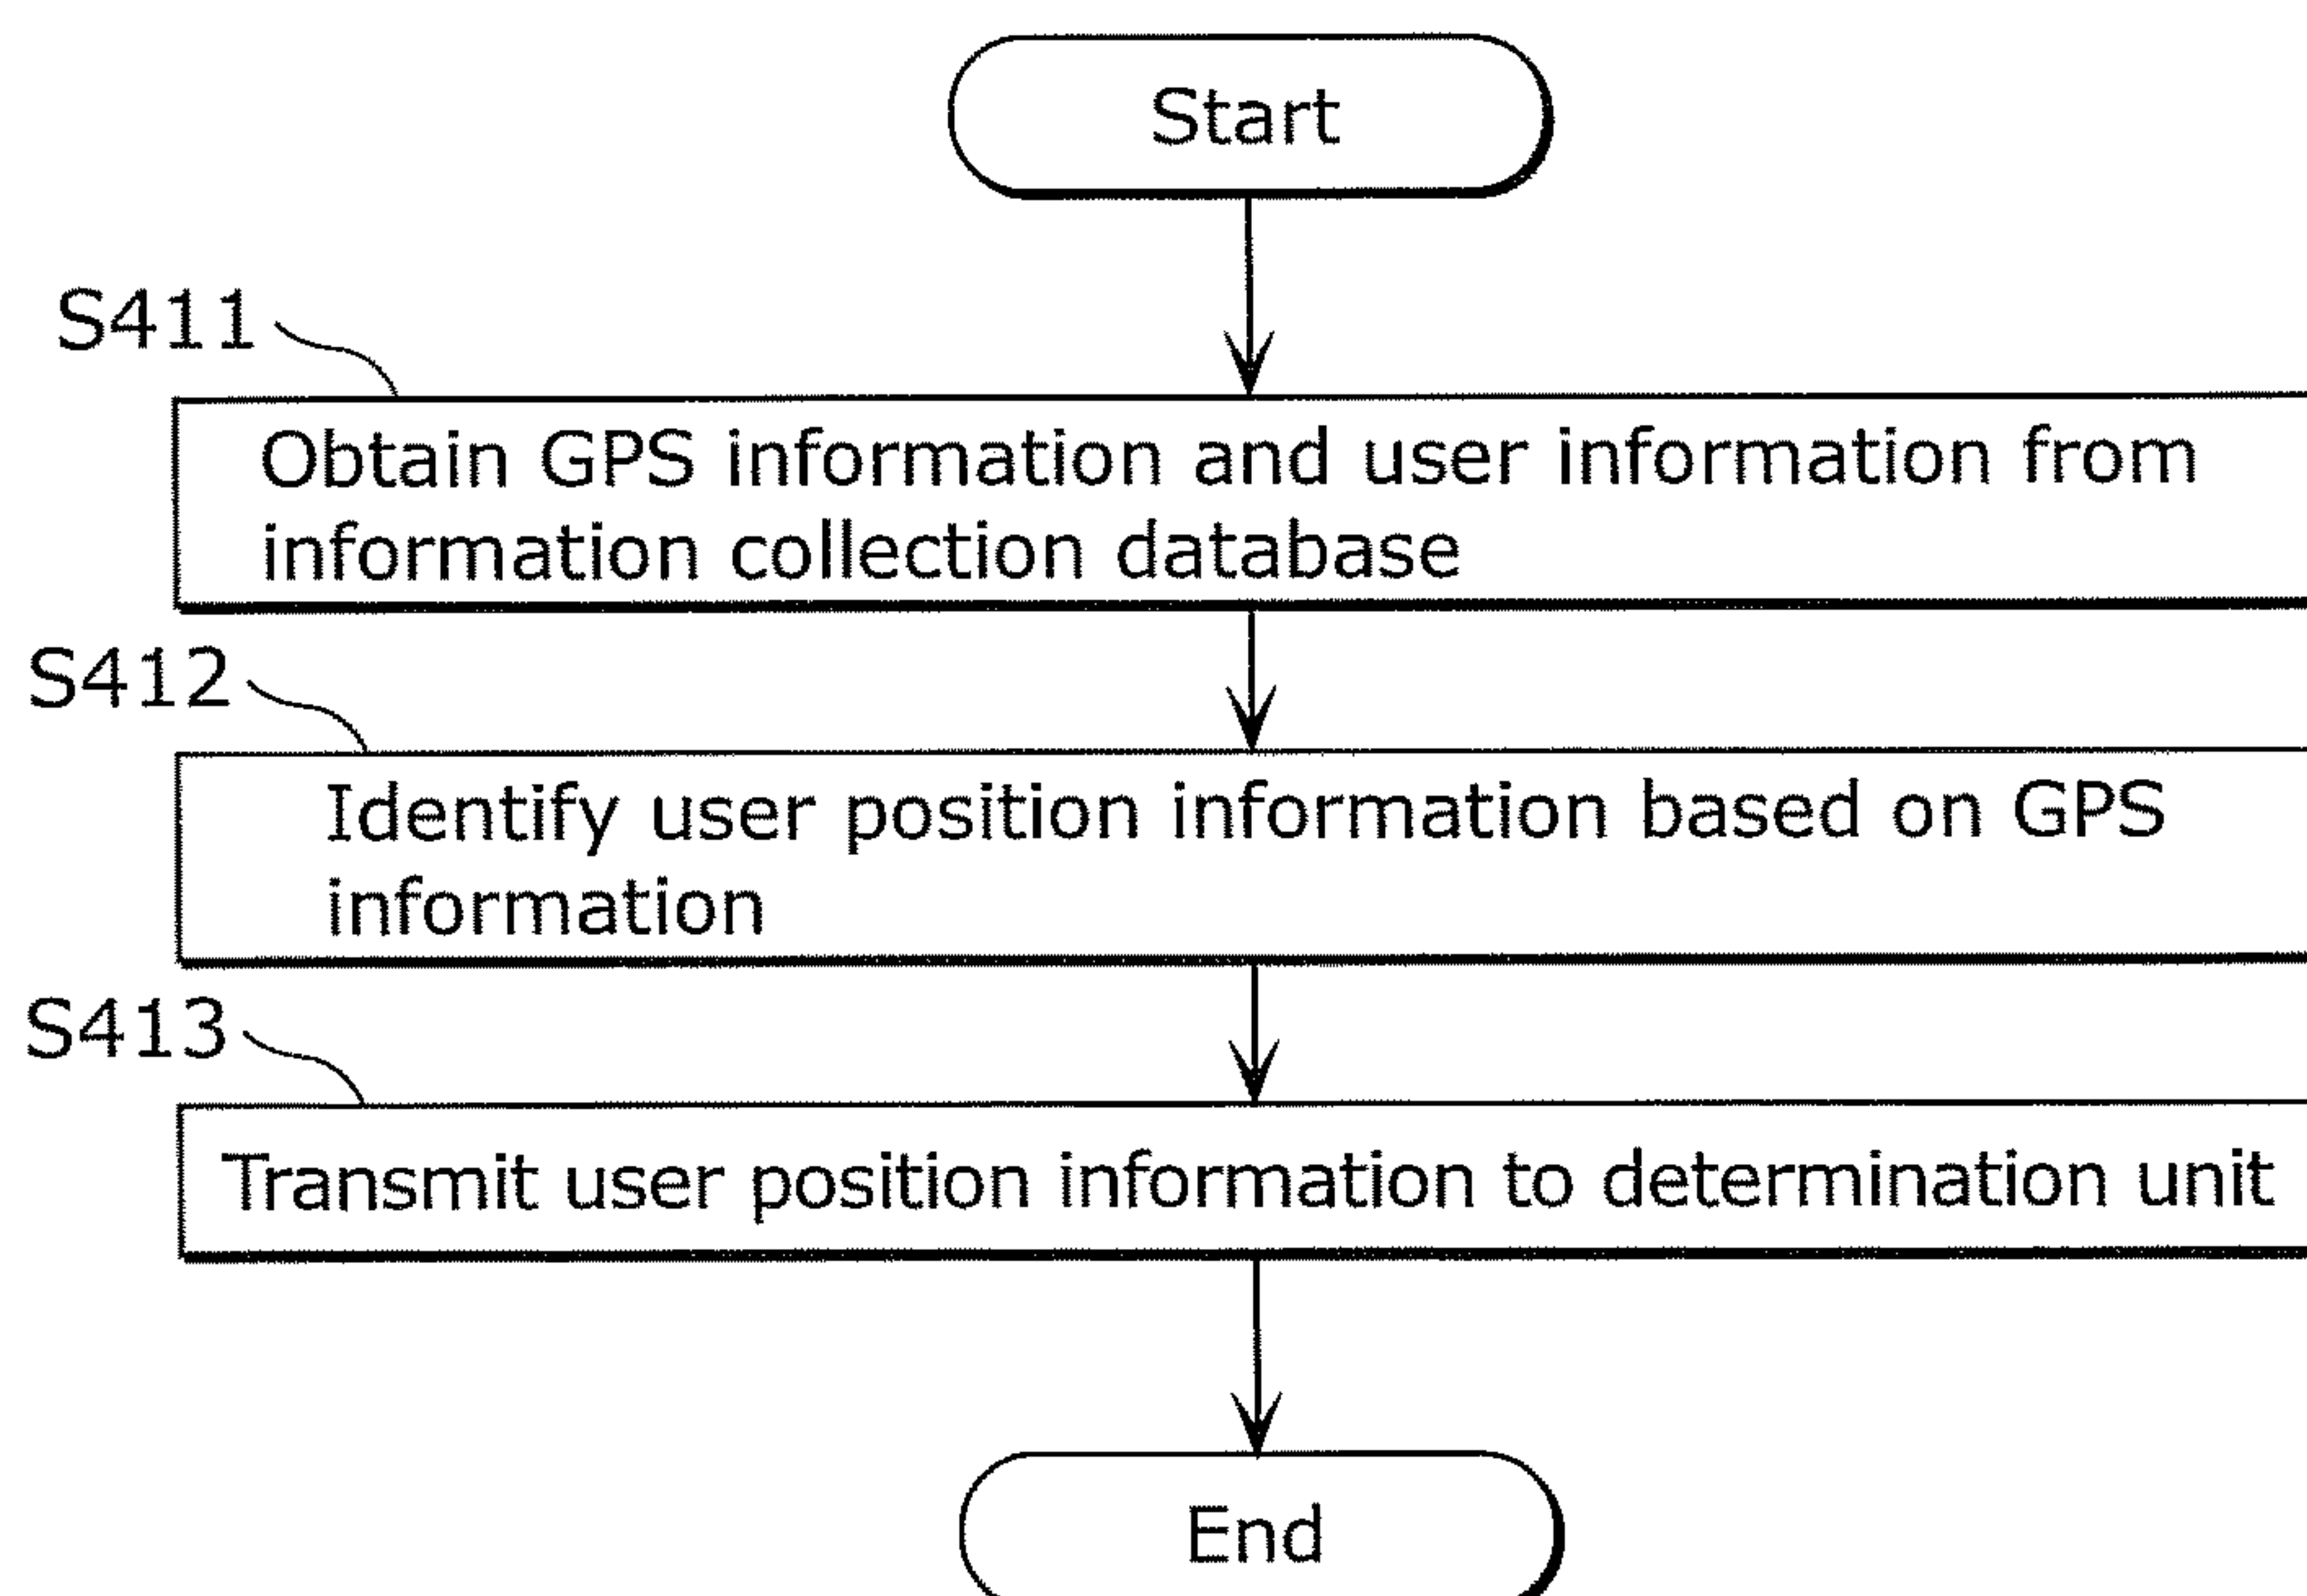 Start
S411
Obtain GPS information and user information from
information collection database
S412
Identify user position information based on GPS
information
S413
Transmit user position information to determination unit
End